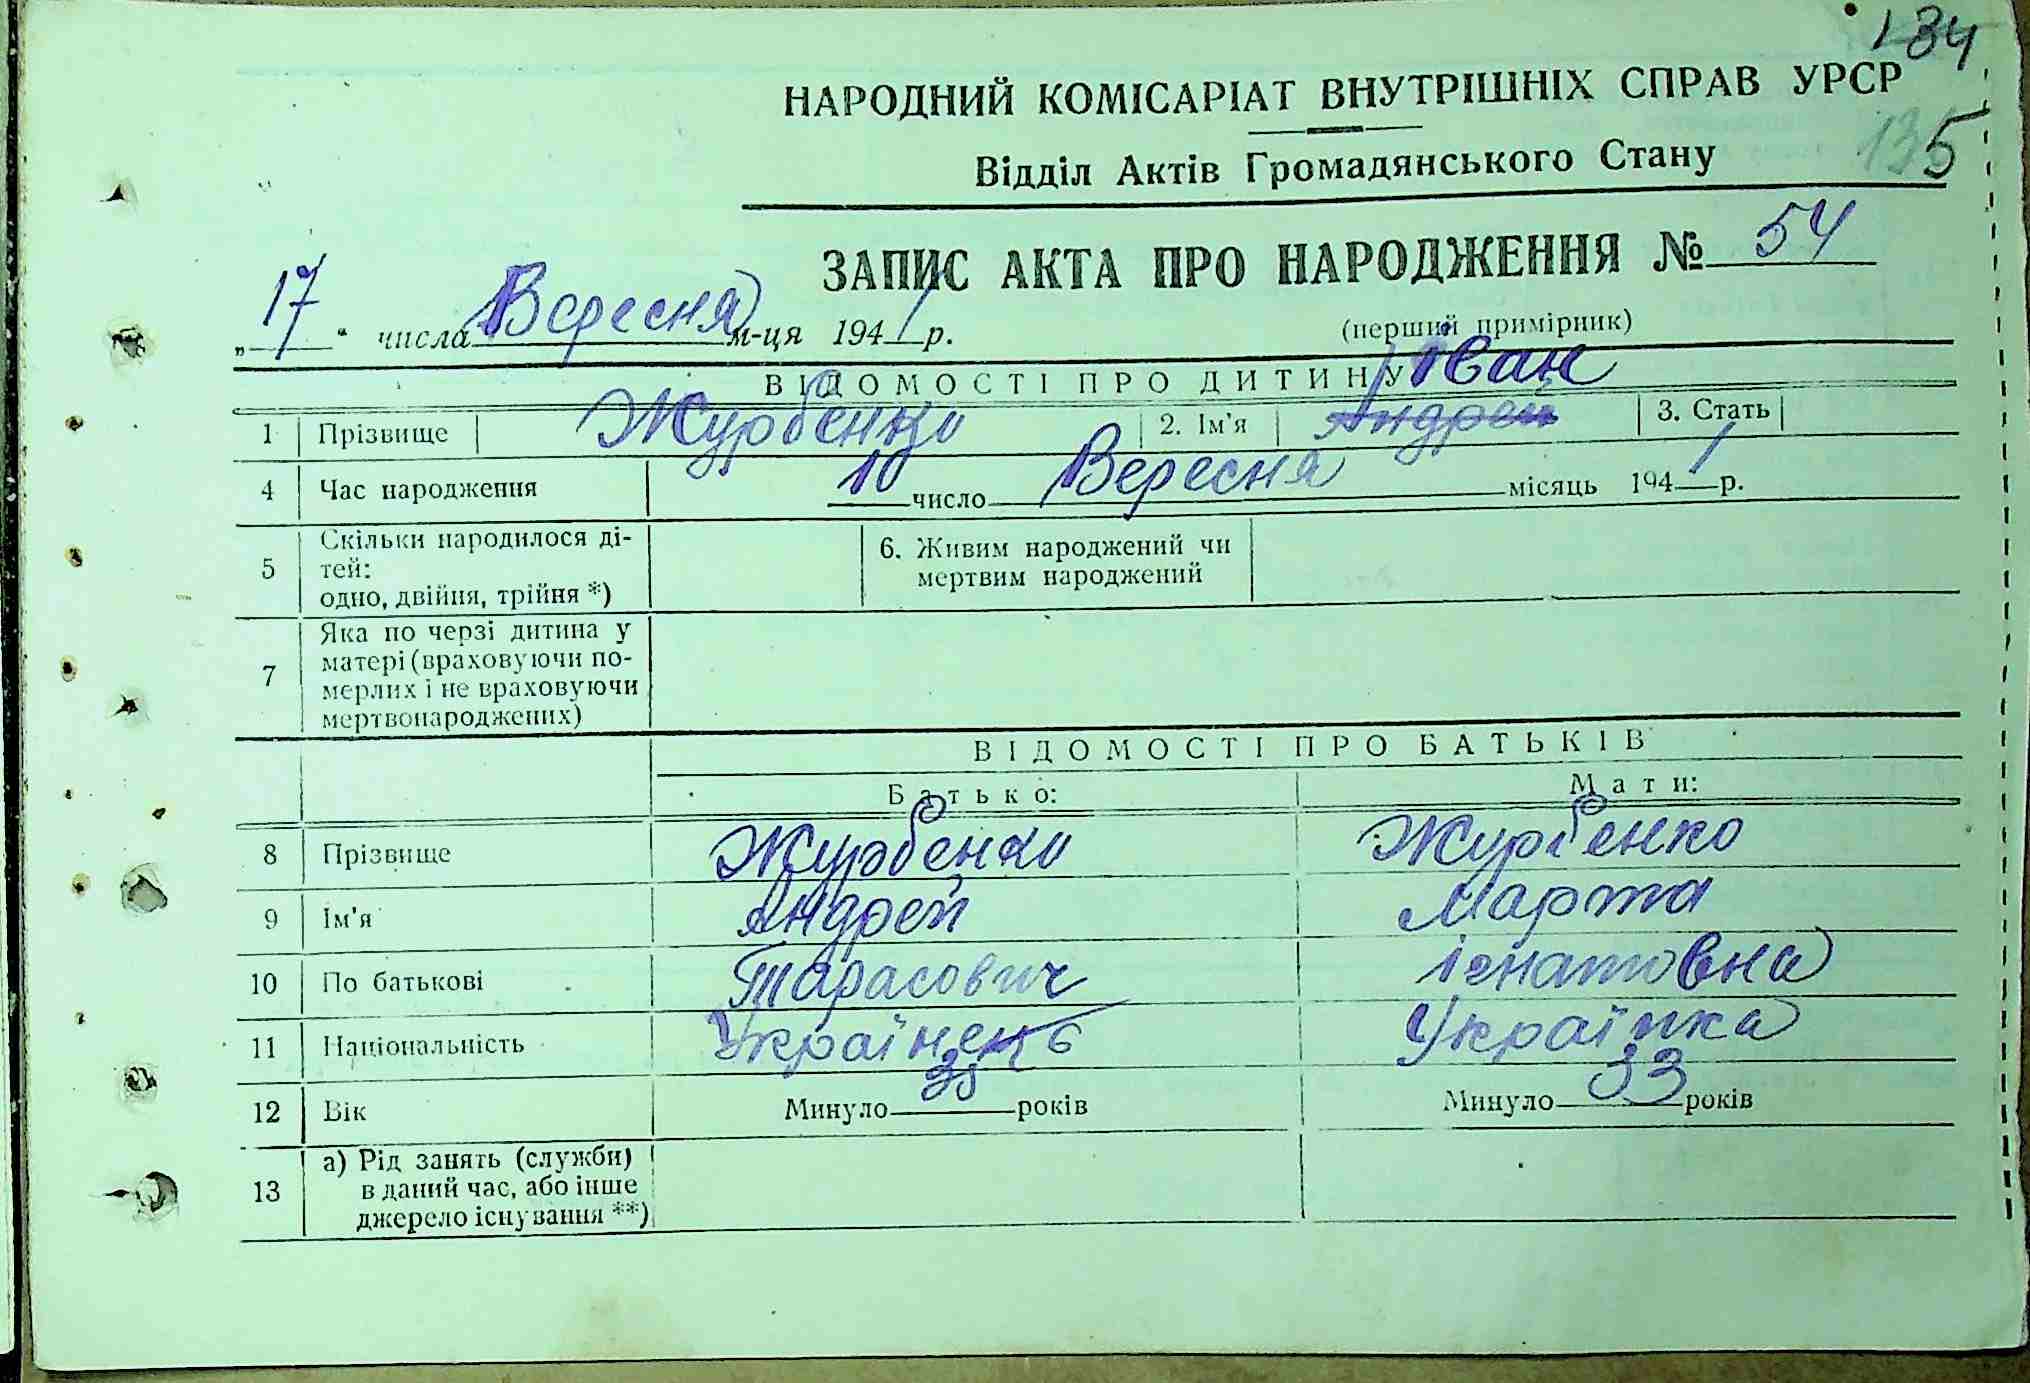 134
135
НАРОДНИЙ КОМІСАРІАТ ВНУТРІШНІХ СПРАВ УРСР
Відділ Актів Громадянського Стану
ЗАПИС АКТА ПРО НАРОДЖЕННЯ № 54
„17“ числа Вересня м-ця 1941 р.
(перший примірник)
ВІДОМОСТІ ПРО ДИТИНУ
Іван
1 Прізвище Журбенко 2. Ім'я Андрей 3. Стать
4 Час народження 10 число Вересня місяць 1941 р.
5 Скільки народилося ді-
тей:
одно, двійня, трійня *)
6. Живим народжений чи
мертвим народжений
7 Яка по черзі дитина у
матері (враховуючи по-
мерлих і не враховуючи
мертвонароджених)
ВІДОМОСТІ ПРО БАТЬКІВ
Батько: Мати:
8 Прізвище Журбенко Журбенко
9 Ім'я Андрей Марта
10 По батькові Тарасович ігнатовна
11 Національність Українець Українка
12 Вік Минуло 35 років Минуло 33 років
13 а) Рід занять (служби)
в даний час, або інше
джерело існування **)